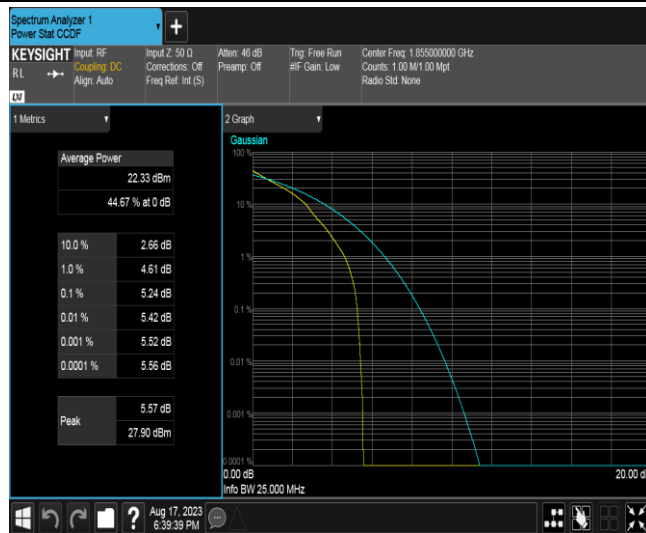 Spectrum Analyzer 1
Power Stat CCDF
KEYSIGHT
RL
Input: RF
Coupling: DC
Align: Auto
Input Z: 50 Ω
Corrections: Off
Freq Ref: Int (S)
Atten: 46 dB
Preamp: Off
Trig: Free Run
#IF Gain: Low
Center Freq: 1.855000000 GHz
Counts: 1.00 M/1.00 Mpt
Radio Std: None
LXI
1 Metrics
Average Power
22.33 dBm
44.67 % at 0 dB
10.0 % 2.66 dB
1.0 % 4.61 dB
0.1 % 5.24 dB
0.01 % 5.42 dB
0.001 % 5.52 dB
0.0001 % 5.56 dB
Peak
5.57 dB
27.90 dBm
2 Graph
Gaussian
100 %
10 %
1 %
0.1 %
0.01 %
0.001 %
0.0001 %
0.00 dB
20.00 d
Info BW 25.000 MHz
?
Aug 17, 2023
6:39:39 PM